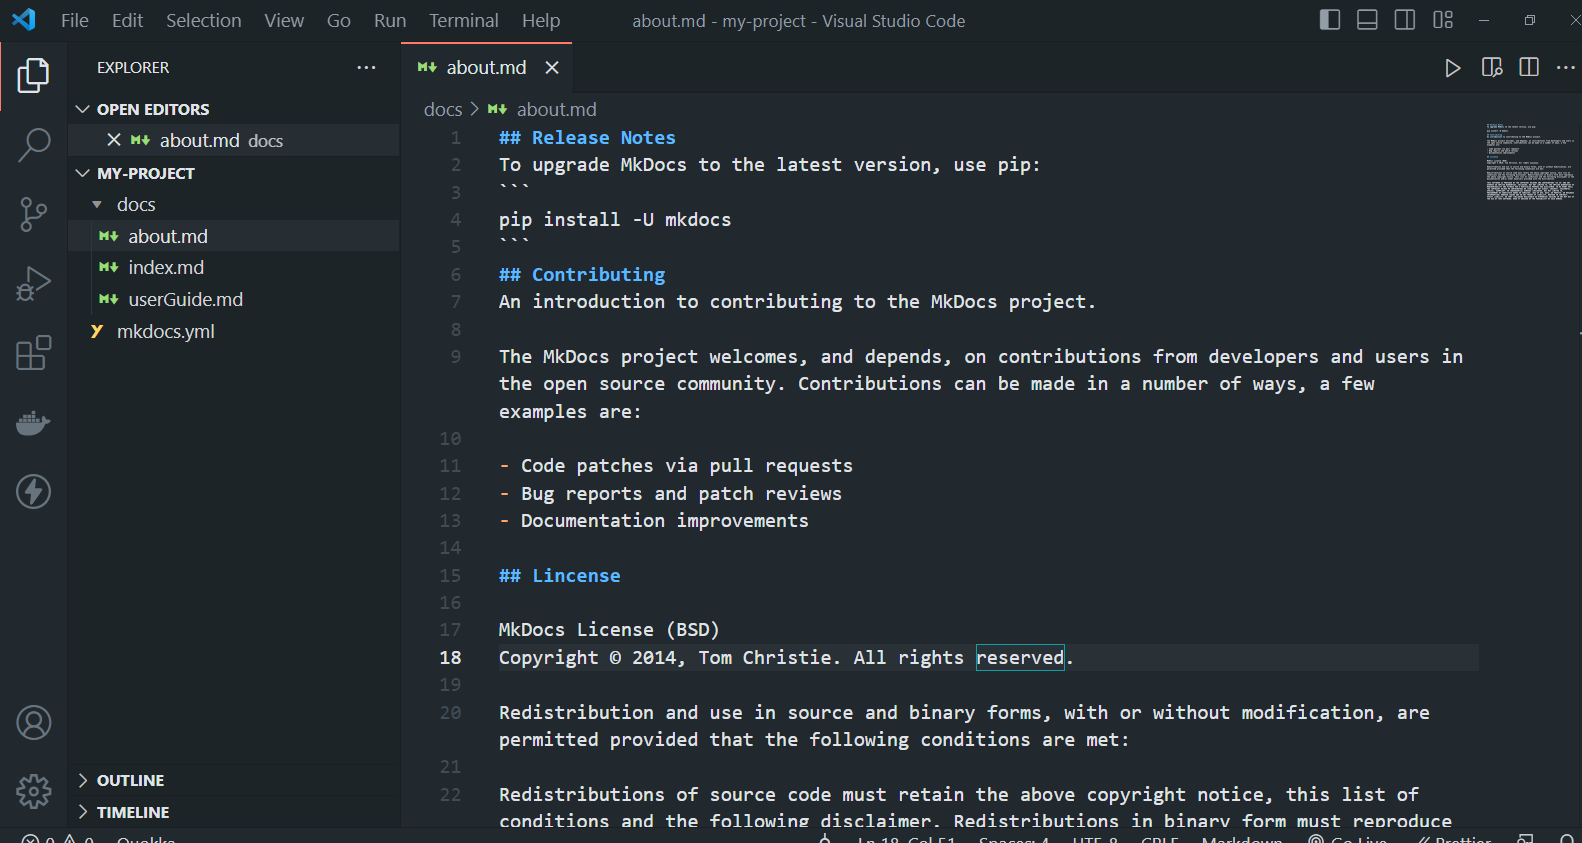 File Edit Selection View Go Run Terminal Help about.md - my-project - Visual Studio Code
EXPLORER
OPEN EDITORS
about.md docs
MY-PROJECT
docs
about.md
index.md
userGuide.md
mkdocs.yml
OUTLINE
TIMELINE
about.md
docs > about.md
1 ## Release Notes
2 To upgrade MkDocs to the latest version, use pip:
3 ```
4 pip install -U mkdocs
5 ```
6 ## Contributing
7 An introduction to contributing to the MkDocs project.
8
9 The MkDocs project welcomes, and depends, on contributions from developers and users in
the open source community. Contributions can be made in a number of ways, a few
examples are:
10
11 - Code patches via pull requests
12 - Bug reports and patch reviews
13 - Documentation improvements
14
15 ## Lincense
16
17 MkDocs License (BSD)
18 Copyright © 2014, Tom Christie. All rights reserved.
19
20 Redistribution and use in source and binary forms, with or without modification, are
permitted provided that the following conditions are met:
21
22 Redistributions of source code must retain the above copyright notice, this list of
conditions and the following disclaimer. Redistributions in binary form must reproduce
0 0 Quokka Ln 18, Col 51 Spaces: 4 UTF-8 CRLF Markdown Go Live Prettier